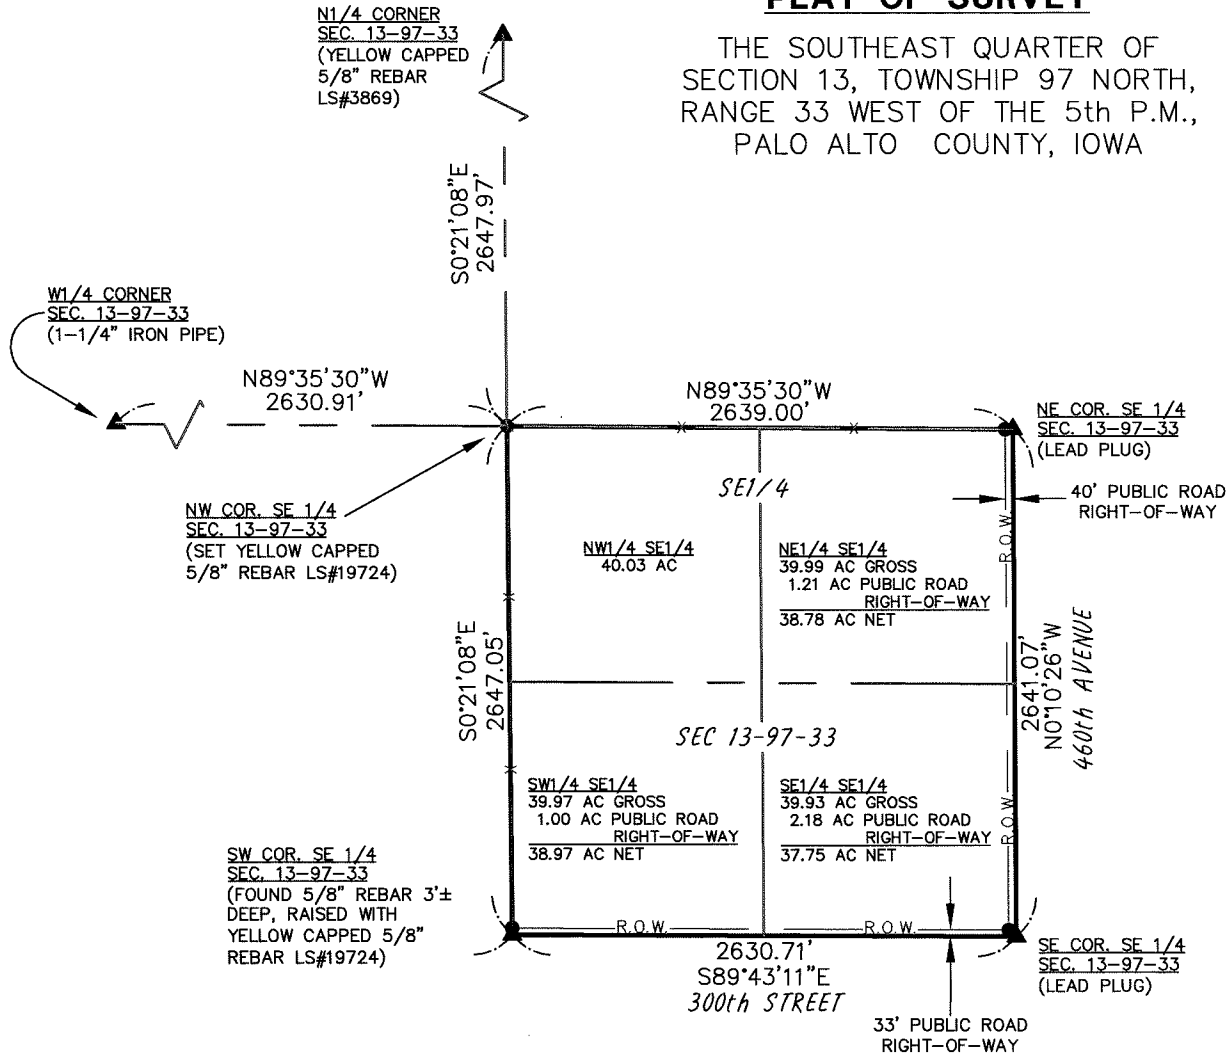 PLAT OF SURVEY
THE SOUTHEAST QUARTER OF
SECTION 13, TOWNSHIP 97 NORTH,
RANGE 33 WEST OF THE 5th P.M.,
PALO ALTO COUNTY, IOWA
N1/4 CORNER
SEC. 13-97-33
(YELLOW CAPPED
5/8" REBAR
LS#3869)
S0°21'08"E
2647.97'
W1/4 CORNER
SEC. 13-97-33
(1-1/4" IRON PIPE)
N89°35'30"W
2630.91'
N89°35'30"W
2639.00'
NE COR. SE 1/4
SEC. 13-97-33
(LEAD PLUG)
40' PUBLIC ROAD
RIGHT-OF-WAY
NW COR. SE 1/4
SEC. 13-97-33
(SET YELLOW CAPPED
5/8" REBAR LS#19724)
SE1/4
NW1/4 SE1/4
40.03 AC
NE1/4 SE1/4
39.99 AC GROSS
1.21 AC PUBLIC ROAD
RIGHT-OF-WAY
38.78 AC NET
R.O.W.
S0°21'08"E
2647.05'
2641.07'
N0°10'26"W
460th AVENUE
SEC 13-97-33
SW1/4 SE1/4
39.97 AC GROSS
1.00 AC PUBLIC ROAD
RIGHT-OF-WAY
38.97 AC NET
SE1/4 SE1/4
39.93 AC GROSS
2.18 AC PUBLIC ROAD
RIGHT-OF-WAY
37.75 AC NET
R.O.W.
SW COR. SE 1/4
SEC. 13-97-33
(FOUND 5/8" REBAR 3'±
DEEP, RAISED WITH
YELLOW CAPPED 5/8"
REBAR LS#19724)
R.O.W.
R.O.W.
2630.71'
S89°43'11"E
300th STREET
SE COR. SE 1/4
SEC. 13-97-33
(LEAD PLUG)
33' PUBLIC ROAD
RIGHT-OF-WAY